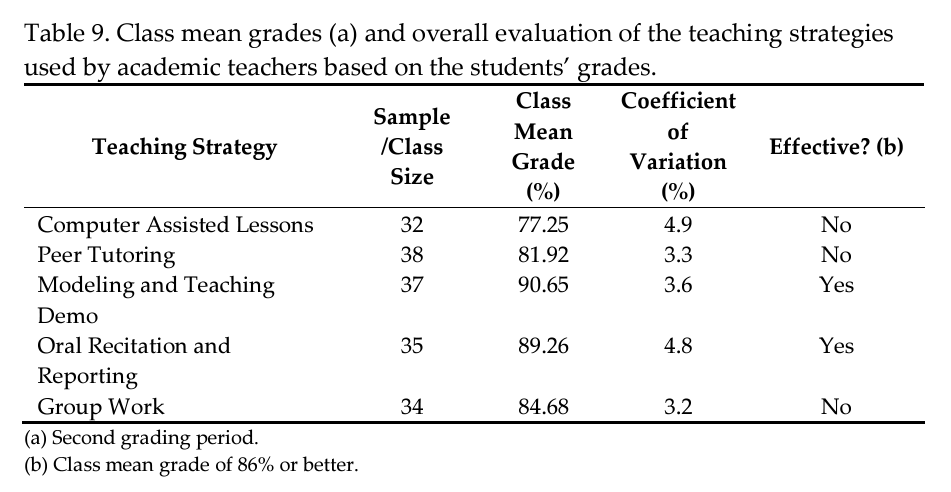 Table 9. Class mean grades (a) and overall evaluation of the teaching strategies
used by academic teachers based on the students’ grades.
Teaching Strategy Sample /Class Size Class Mean Grade (%) Coefficient of Variation (%) Effective? (b)
Computer Assisted Lessons 32 77.25 4.9 No
Peer Tutoring 38 81.92 3.3 No
Modeling and Teaching 37 90.65 3.6 Yes
Demo
Oral Recitation and 35 89.26 4.8 Yes
Reporting
Group Work 34 84.68 3.2 No
(a) Second grading period.
(b) Class mean grade of 86% or better.